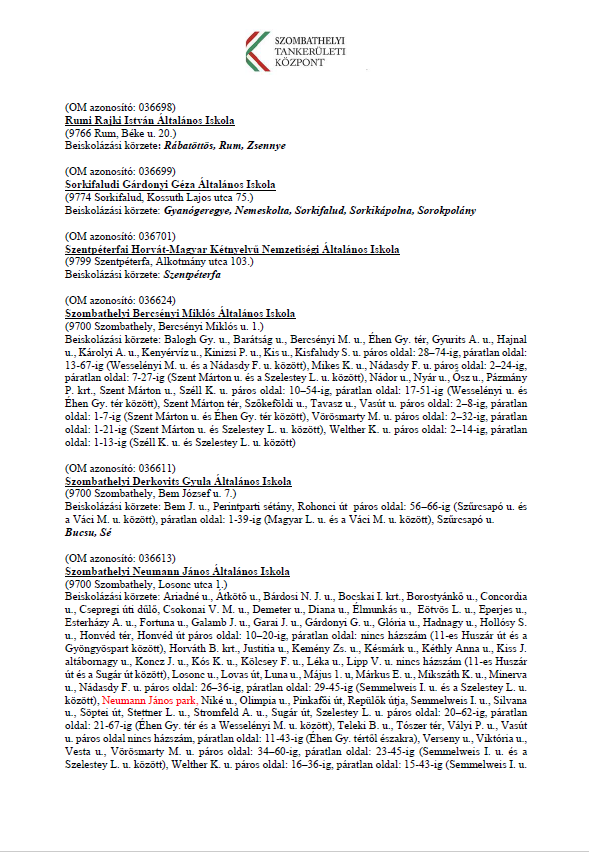 SZOMBATHELYI
TANKERÜLETI
KÖZPONT
(OM azonosító: 036698)
Rumi Rajki István Általános Iskola
(9766 Rum, Béke u. 20.)
Beiskolázási körzete: Rábatöttös, Rum, Zsennye
(OM azonosító: 036699)
Sorkifaludi Gárdonyi Géza Általános Iskola
(9774 Sorkifalud, Kossuth Lajos utca 75.)
Beiskolázási körzete: Gyanógeregye, Nemeskolta, Sorkifalud, Sorkikápolna, Sorokpolány
(OM azonosító: 036701)
Szentpéterfai Horvát-Magyar Kétnyelvű Nemzetiségi Általános Iskola
(9799 Szentpéterfa, Alkotmány utca 103.)
Beiskolázási körzete: Szentpéterfa
(OM azonosító: 036624)
Szombathelyi Bercsényi Miklós Általános Iskola
(9700 Szombathely, Bercsényi Miklós u. 1.)
Beiskolázási körzete: Balogh Gy. u., Barátság u., Bercsényi M. u., Éhen Gy. tér, Gyurits A. u., Hajnal
u., Károlyi A. u., Kenyérvíz u., Kinizsi P. u., Kis u., Kisfaludy S. u. páros oldal: 28–74-ig, páratlan oldal:
13-67-ig (Wesselényi M. u. és a Nádasdy F. u. között), Mikes K. u., Nádasdy F. u. páros oldal: 2–24-ig,
páratlan oldal: 7-27-ig (Szent Márton u. és a Szelestey L. u. között), Nádor u., Nyár u., Ősz u., Pázmány
P. krt., Szent Márton u., Széll K. u. páros oldal: 10–54-ig, páratlan oldal: 17-51-ig (Wesselényi u. és
Éhen Gy. tér között), Szent Márton tér, Szőkeföldi u., Tavasz u., Vasút u. páros oldal: 2–8-ig, páratlan
oldal: 1-7-ig (Szent Márton u. és Éhen Gy. tér között), Vörösmarty M. u. páros oldal: 2–32-ig, páratlan
oldal: 1-21-ig (Szent Márton u. és Szelestey L. u. között), Welther K. u. páros oldal: 2–14-ig, páratlan
oldal: 1-13-ig (Széll K. u. és Szelestey L. u. között)
(OM azonosító: 036611)
Szombathelyi Derkovits Gyula Általános Iskola
(9700 Szombathely, Bem József u. 7.)
Beiskolázási körzete: Bem J. u., Perintparti sétány, Rohonci út páros oldal: 56–66-ig (Szűrcsapó u. és
a Váci M. u. között), páratlan oldal: 1-39-ig (Magyar L. u. és a Váci M. u. között), Szűrcsapó u.
Bucsu, Sé
(OM azonosító: 036613)
Szombathelyi Neumann János Általános Iskola
(9700 Szombathely, Losonc utca 1.)
Beiskolázási körzete: Ariadné u., Átkötő u., Bárdosi N. J. u., Bocskai I. krt., Borostyánkő u., Concordia
u., Csepregi úti dűlő, Csokonai V. M. u., Demeter u., Diana u., Élmunkás u., Eötvös L. u., Eperjes u.,
Esterházy A. u., Fortuna u., Galamb J. u., Garai J. u., Gárdonyi G. u., Glória u., Hadnagy u., Hollósy S.
u., Honvéd tér, Honvéd út páros oldal: 10–20-ig, páratlan oldal: nincs házszám (11-es Huszár út és a
Gyöngyöspart között), Horváth B. krt., Justitia u., Kemény Zs. u., Késmárk u., Kéthly Anna u., Kiss J.
altábornagy u., Koncz J. u., Kós K. u., Kölcsey F. u., Léka u., Lipp V. u. nincs házszám (11-es Huszár
út és a Sugár út között), Losonc u., Lovas út, Luna u., Május 1. u., Márkus E. u., Mikszáth K. u., Minerva
u., Nádasdy F. u. páros oldal: 26–36-ig, páratlan oldal: 29-45-ig (Semmelweis I. u. és a Szelestey L. u.
között), Neumann János park, Niké u., Olimpia u., Pinkafői út, Repülők útja, Semmelweis I. u., Silvana
u., Söptei út, Stettner L. u., Stromfeld A. u., Sugár út, Szelestey L. u. páros oldal: 20–62-ig, páratlan
oldal: 21-67-ig (Éhen Gy. tér és a Wesselényi M. u. között), Teleki B. u., Tószer tér, Vályi P. u., Vasút
u. páros oldal nincs házszám, páratlan oldal: 11-43-ig (Éhen Gy. tértől északra), Verseny u., Viktória u.,
Vesta u., Vörösmarty M. u. páros oldal: 34–60-ig, páratlan oldal: 23-45-ig (Semmelweis I. u. és a
Szelestey L. u. között), Welther K. u. páros oldal: 16–36-ig, páratlan oldal: 15-43-ig (Semmelweis I. u.